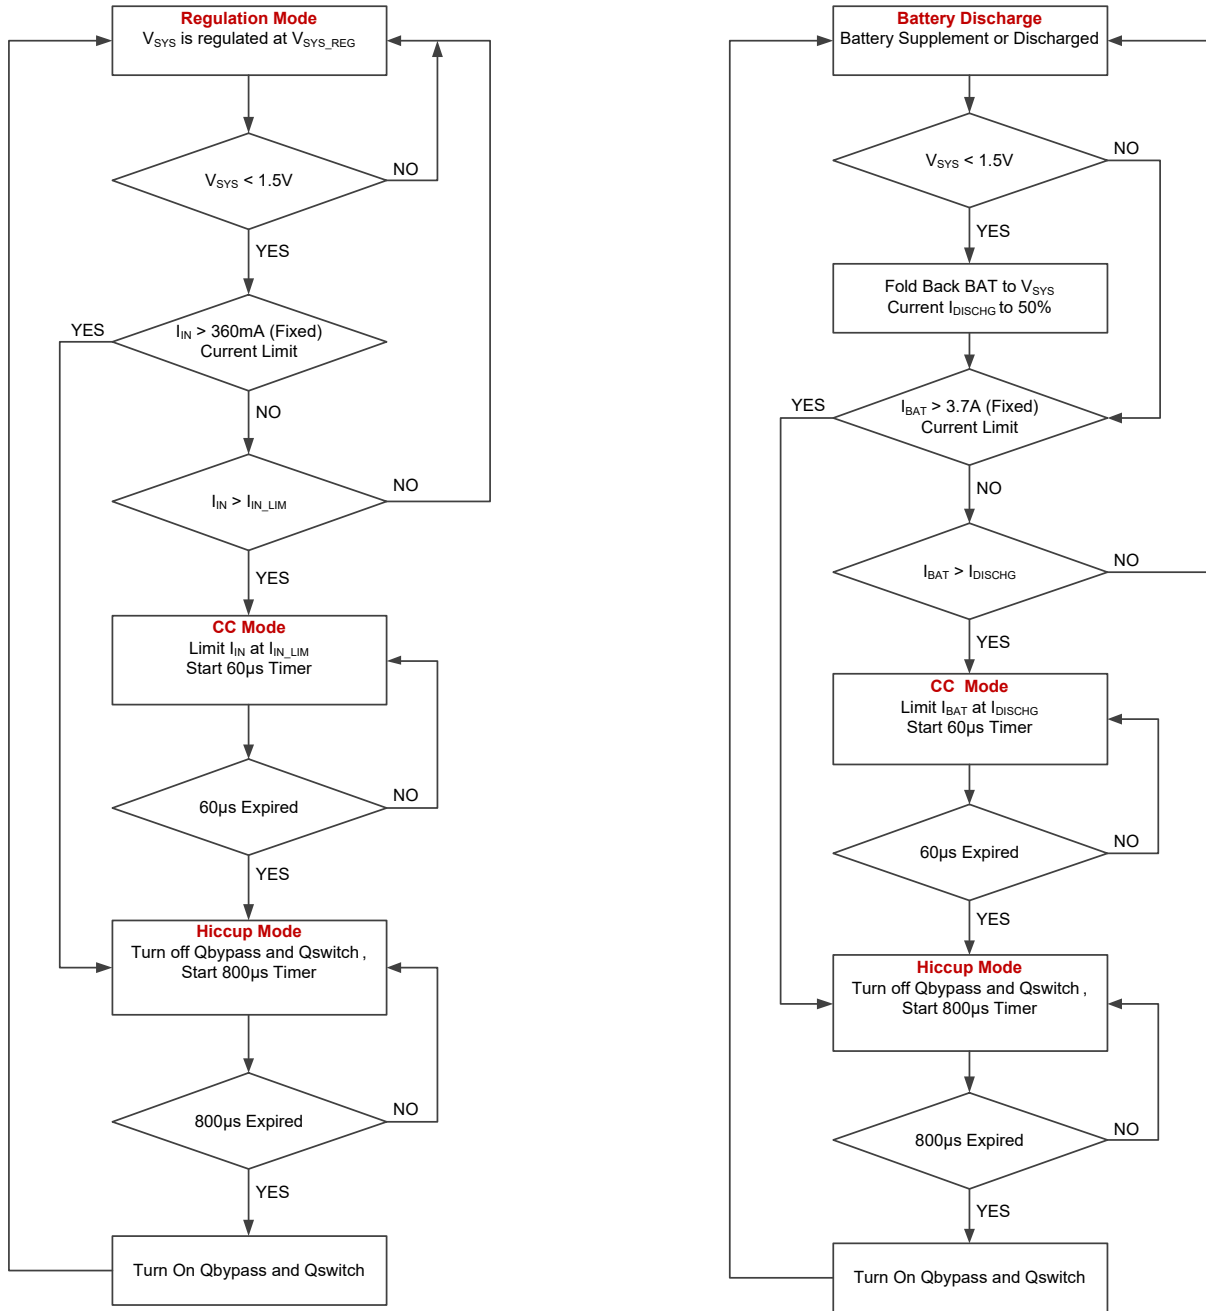 Regulation Mode
VSYS is regulated at VSYS_REG
VSYS < 1.5V
NO
YES
IIN > 360mA (Fixed)
Current Limit
YES
NO
IIN > IIN_LIM
NO
YES
CC Mode
Limit IIN at IIN_LIM
Start 60µs Timer
60µs Expired
NO
YES
Hiccup Mode
Turn off Qbypass and Qswitch ,
Start 800µs Timer
800µs Expired
NO
YES
Turn On Qbypass and Qswitch
Battery Discharge
Battery Supplement or Discharged
VSYS < 1.5V
NO
YES
Fold Back BAT to VSYS
Current IDISCHG to 50%
YES
IBAT > 3.7A (Fixed)
Current Limit
NO
IBAT > IDISCHG
NO
YES
CC Mode
Limit IBAT at IDISCHG
Start 60µs Timer
60µs Expired
NO
YES
Hiccup Mode
Turn off Qbypass and Qswitch ,
Start 800µs Timer
800µs Expired
NO
YES
Turn On Qbypass and Qswitch